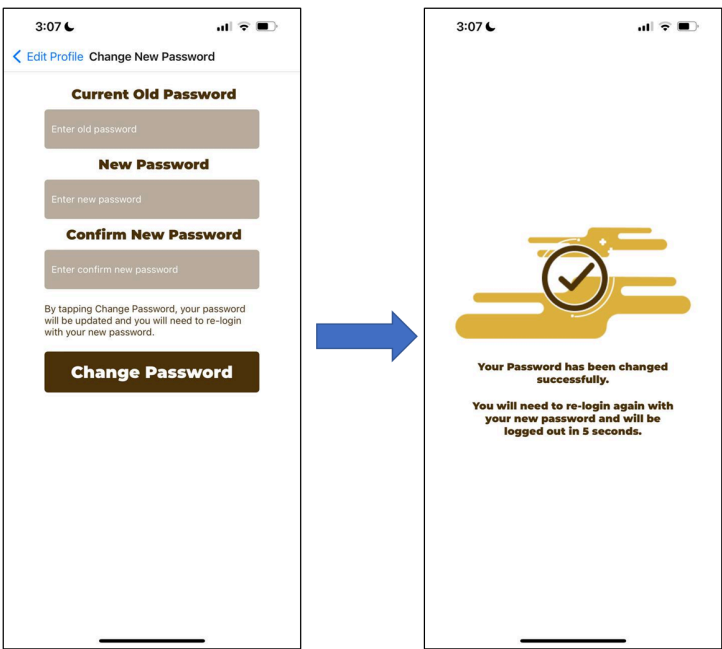 3:07
Edit Profile Change New Password
Current Old Password
Enter old password
New Password
Enter new password
Confirm New Password
Enter confirm new password
By tapping Change Password, your password
will be updated and you will need to re-login
with your new password.
Change Password
3:07
Your Password has been changed
successfully.
You will need to re-login again with
your new password and will be
logged out in 5 seconds.